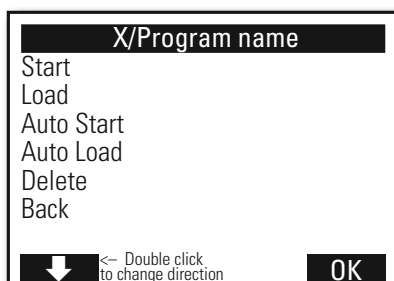 X/Program name
Start
Load
Auto Start
Auto Load
Delete
Back
<– Double click
to change direction
OK